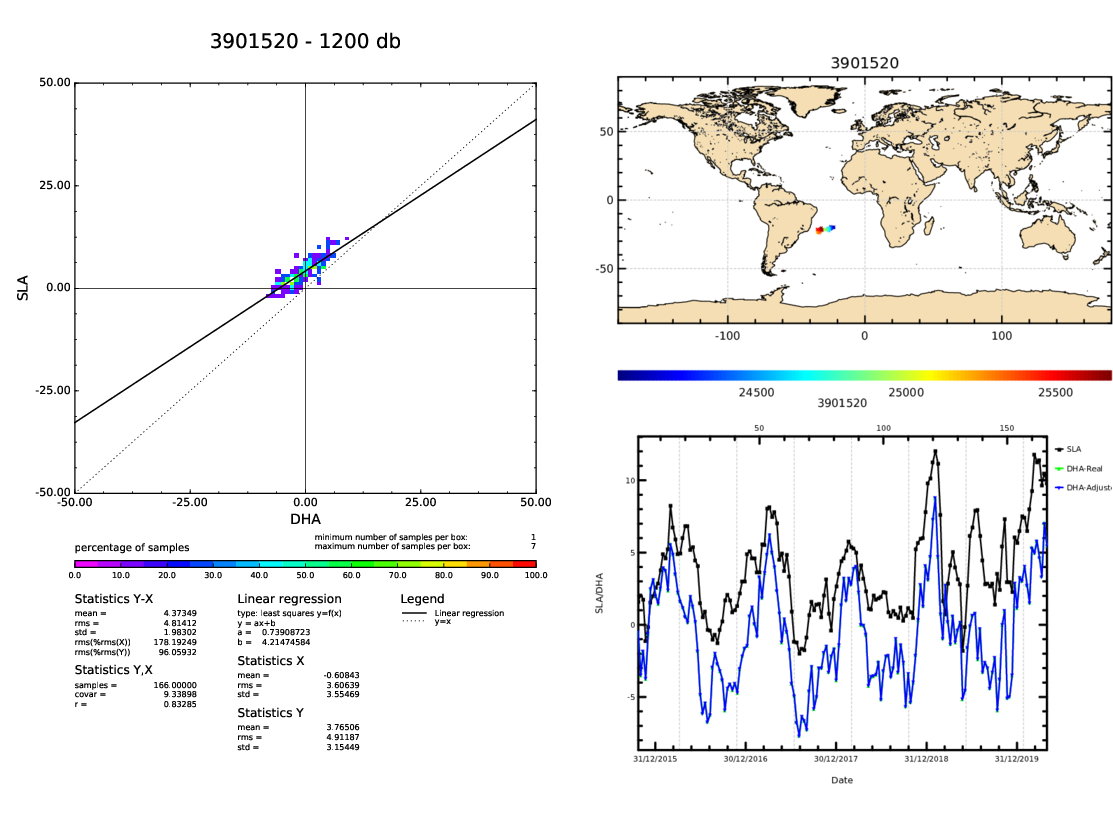 3901520 - 1200 db
50.00
25.00
0.00
-25.00
-50.00
SLA
-50.00 -25.00 0.00 25.00 50.00
DHA
minimum number of samples per box: 1
maximum number of samples per box: 7
percentage of samples
0.0 10.0 20.0 30.0 40.0 50.0 60.0 70.0 80.0 90.0 100.0
Statistics Y-X
mean = 4.37349
rms = 4.81412
std = 1.98302
rms(%rms(X)) 178.19249
rms(%rms(Y)) 96.05932
Statistics Y,X
samples = 166.00000
covar = 9.33898
r = 0.83285
Linear regression
type: least squares y=f(x)
y = ax+b
a = 0.73908723
b = 4.21474584
Statistics X
mean = -0.60843
rms = 3.60639
std = 3.55469
Statistics Y
mean = 3.76506
rms = 4.91187
std = 3.15449
Legend
Linear regression
y=x
3901520
50
0
-50
-100 0 100
24500 25000 25500
3901520
50 100 150
10
5
0
-5
SLA/DHA
31/12/2015 30/12/2016 30/12/2017 31/12/2018 31/12/2019
Date
SLA
DHA-Real
DHA-Adjust